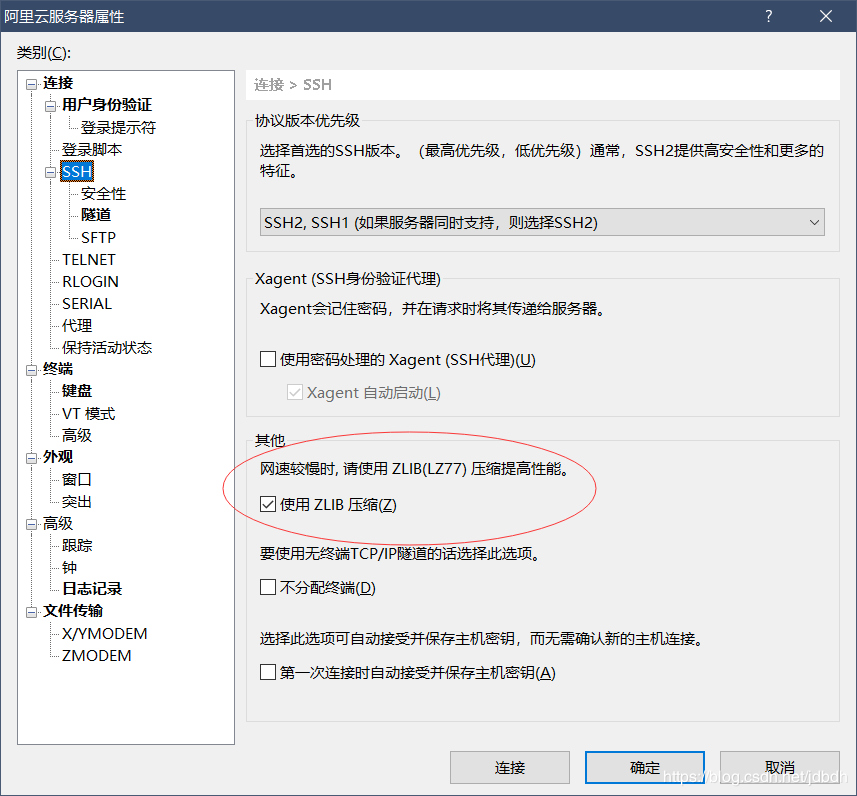 阿里云服务器属性
?
类别(C):
连接
用户身份验证
登录提示符
登录脚本
SSH
安全性
隧道
SFTP
TELNET
RLOGIN
SERIAL
代理
保持活动状态
终端
键盘
VT 模式
高级
外观
窗口
突出
高级
跟踪
钟
日志记录
文件传输
X/YMODEM
ZMODEM
连接 > SSH
协议版本优先级
选择首选的SSH版本。（最高优先级，低优先级）通常，SSH2提供高安全性和更多的
特征。
SSH2, SSH1 (如果服务器同时支持，则选择SSH2)
Xagent (SSH身份验证代理)
Xagent会记住密码，并在请求时将其传递给服务器。
使用密码处理的 Xagent (SSH代理)(U)
Xagent 自动启动(L)
其他
网速较慢时, 请使用 ZLIB(LZ77) 压缩提高性能。
使用 ZLIB 压缩(Z)
要使用无终端TCP/IP隧道的话选择此选项。
不分配终端(D)
选择此选项可自动接受并保存主机密钥，而无需确认新的主机连接。
第一次连接时自动接受并保存主机密钥(A)
连接
确定
取消
https://blog.csdn.net/jdbdh